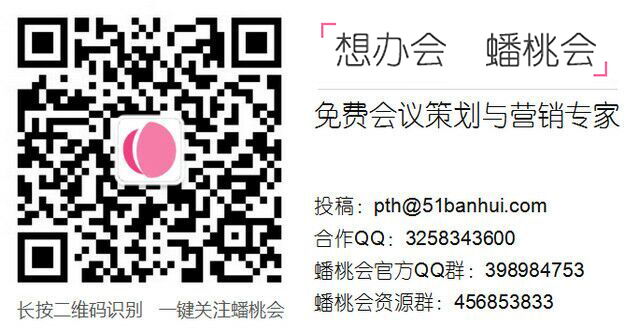 想办会 蟠桃会
免费会议策划与营销专家
投稿：pth@51banhui.com
合作QQ：3258343600
蟠桃会官方QQ群：398984753
蟠桃会资源群：456853833
长按二维码识别 一键关注蟠桃会